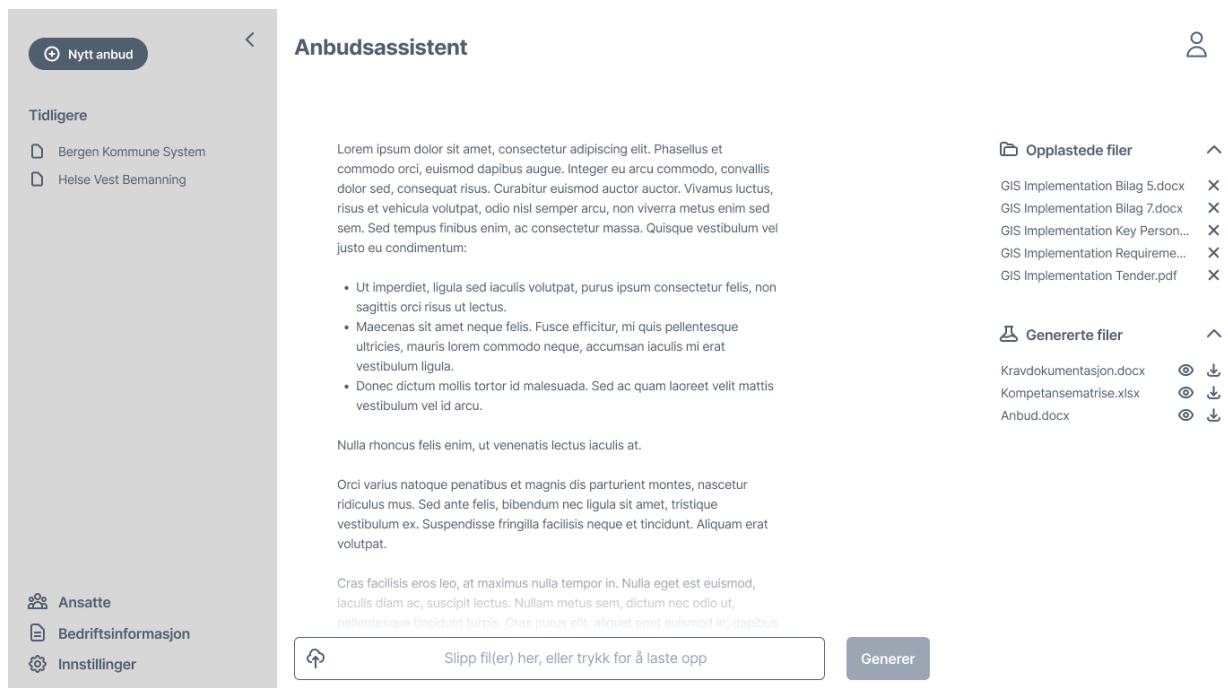 Nytt anbud
Tidligere
Bergen Kommune System
Helse Vest Bemanning
Ansatte
Bedriftsinformasjon
Innstillinger
Anbudsassistent
Lorem ipsum dolor sit amet, consectetur adipiscing elit. Phasellus et
commodo orci, euismod dapibus augue. Integer eu arcu commodo, convallis
dolor sed, consequat risus. Curabitur euismod auctor auctor. Vivamus luctus,
risus et vehicula volutpat, odio nisl semper arcu, non viverra metus enim sed
sem. Sed tempus finibus enim, ac consectetur massa. Quisque vestibulum vel
justo eu condimentum:
• Ut imperdiet, ligula sed iaculis volutpat, purus ipsum consectetur felis, non
sagittis orci risus ut lectus.
• Maecenas sit amet neque felis. Fusce efficitur, mi quis pellentesque
ultricies, mauris lorem commodo neque, accumsan iaculis mi erat
vestibulum ligula.
• Donec dictum mollis tortor id malesuada. Sed ac quam laoreet velit mattis
vestibulum vel id arcu.
Nulla rhoncus felis enim, ut venenatis lectus iaculis at.
Orci varius natoque penatibus et magnis dis parturient montes, nascetur
ridiculus mus. Sed ante felis, bibendum nec ligula sit amet, tristique
vestibulum ex. Suspendisse fringilla facilisis neque et tincidunt. Aliquam erat
volutpat.
Cras facilisis eros leo, at maximus nulla tempor in. Nulla eget est euismod,
iaculis diam ac, suscipit lectus. Nullam metus sem, dictum nec odio ut,
pellentesque tincidunt turpis. Cras purus elit, aliquet eget euismod in, dapibus
Slipp fil(er) her, eller trykk for å laste opp
Generer
Opplastede filer
GIS Implementation Bilag 5.docx
GIS Implementation Bilag 7.docx
GIS Implementation Key Person...
GIS Implementation Requireme...
GIS Implementation Tender.pdf
Genererte filer
Kravdokumentasjon.docx
Kompetansematrise.xlsx
Anbud.docx